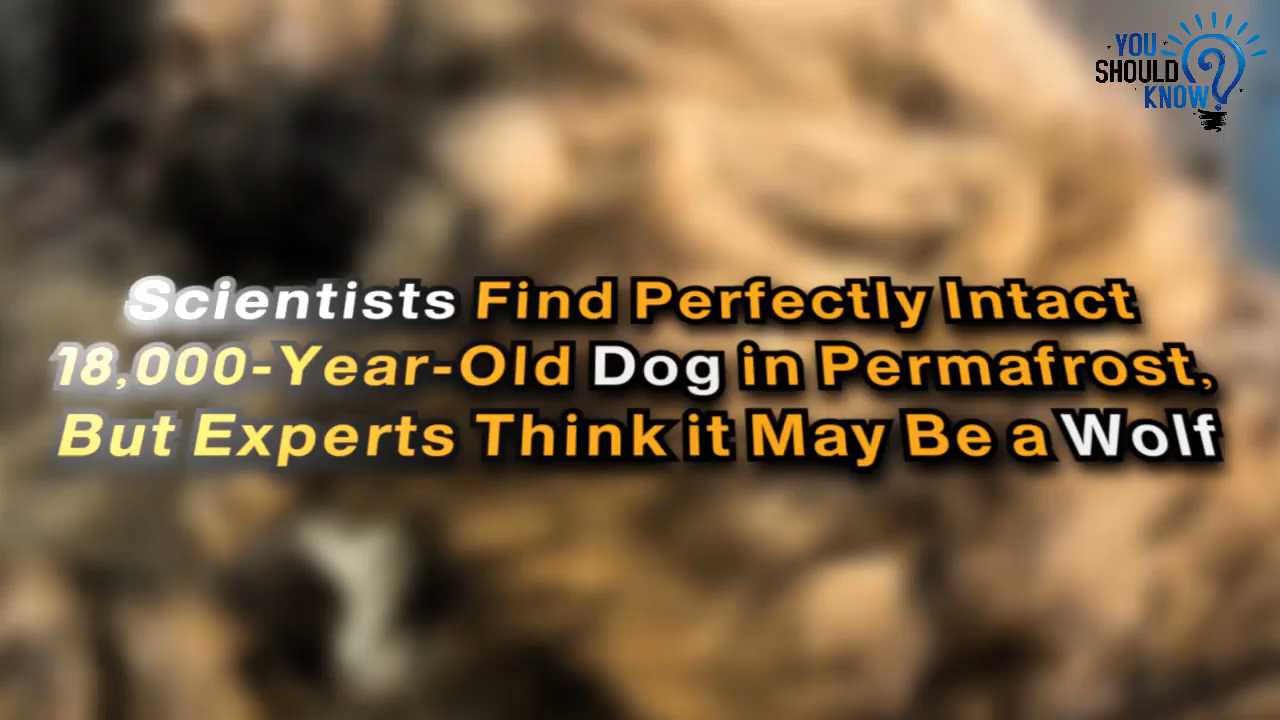 YOU
SHOULD
KNOW
Scientists Find Perfectly Intact
18,000-Year-Old Dog in Permafrost,
But Experts Think it May Be a Wolf